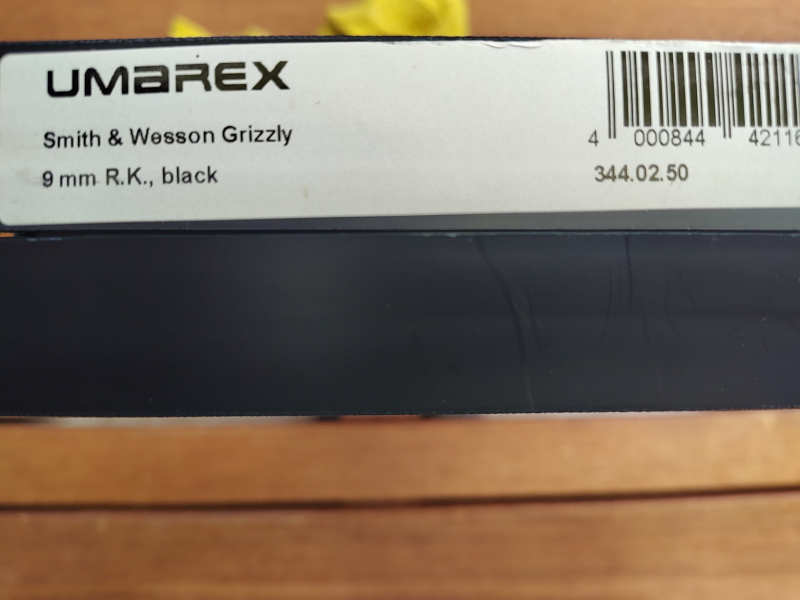 UMAREX
Smith & Wesson Grizzly
9 mm R.K., black
4 000844 42116
344.02.50